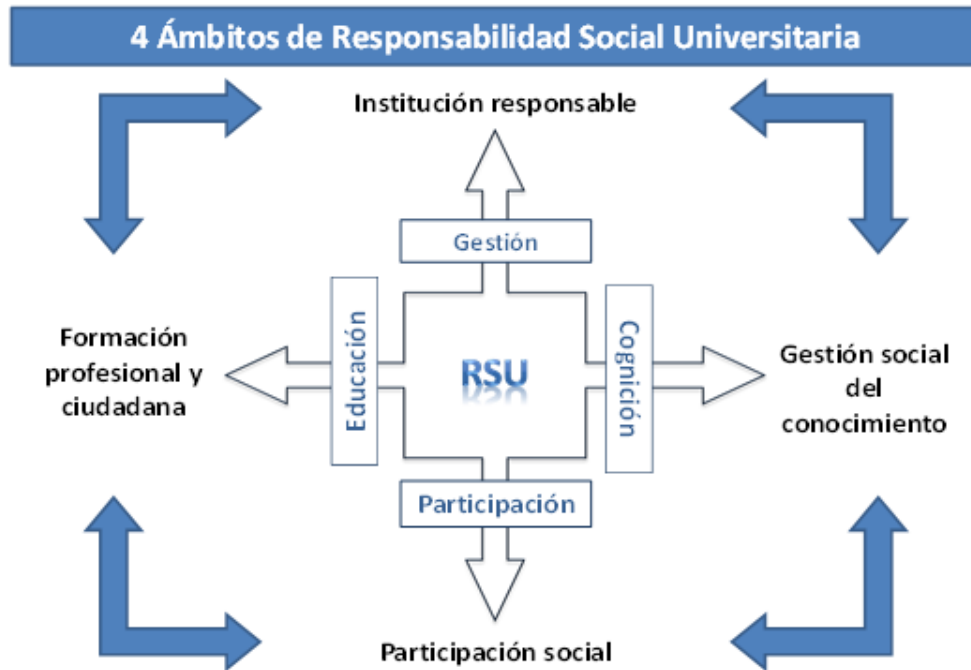 4 Ámbitos de Responsabilidad Social Universitaria
Institución responsable
Gestión
Formación
profesional y
ciudadana
Educación
RSU
Cognición
Gestión social
del
conocimiento
Participación
Participación social